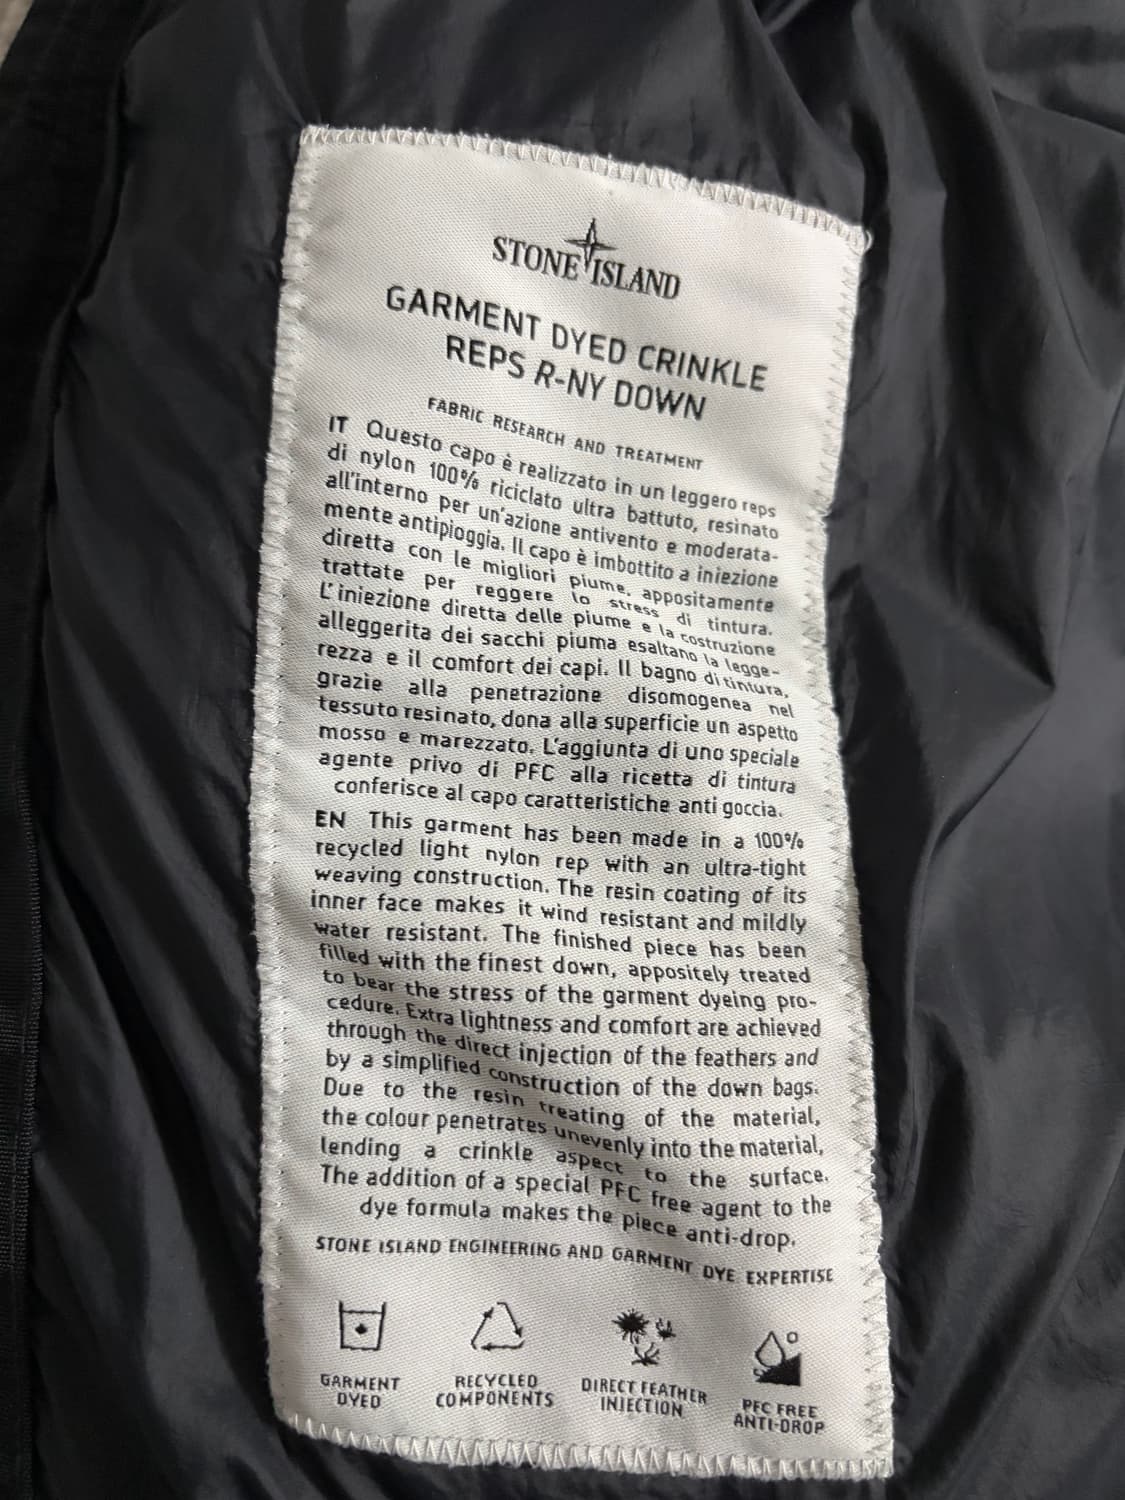 STONE ISLAND
GARMENT DYED CRINKLE
REPS R-NY DOWN
FABRIC RESEARCH AND TREATMENT
IT Questo capo è realizzato in un leggero reps
di nylon 100% riciclato ultra battuto, resinato
all'interno per un'azione antivento e moderata-
mente antipioggia. Il capo è imbottito a iniezione
diretta con le migliori piume, appositamente
trattate per reggere lo stress di tintura.
L'iniezione diretta delle piume e la costruzione
alleggerita dei sacchi piuma esaltano la legge-
rezza e il comfort dei capi. Il bagno di tintura,
grazie alla penetrazione disomogenea nel
tessuto resinato, dona alla superficie un aspetto
mosso e marezzato. L'aggiunta di uno speciale
agente privo di PFC alla ricetta di tintura
conferisce al capo caratteristiche anti goccia.
EN This garment has been made in a 100%
recycled light nylon rep with an ultra-tight
weaving construction. The resin coating of its
inner face makes it wind resistant and mildly
water resistant. The finished piece has been
filled with the finest down, appositely treated
to bear the stress of the garment dyeing pro-
cedure. Extra lightness and comfort are achieved
through the direct injection of the feathers and
by a simplified construction of the down bags.
Due to the resin treating of the material,
the colour penetrates unevenly into the material,
lending a crinkle aspect to the surface.
The addition of a special PFC free agent to the
dye formula makes the piece anti-drop.
STONE ISLAND ENGINEERING AND GARMENT DYE EXPERTISE
GARMENT
DYED
RECYCLED
COMPONENTS
DIRECT FEATHER
INJECTION
PFC FREE
ANTI-DROP